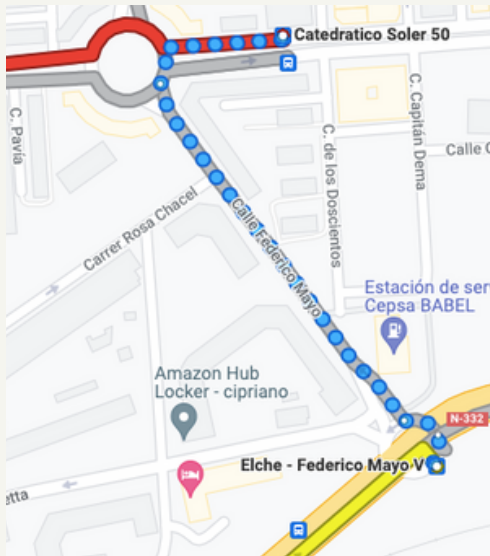 Catedratico Soler 50
C. Pavía
C. de los Doscientos
C. Capitán Dema
Calle C
Carrer Rosa Chacel
Calle Federico Mayo
Estación de ser
Cepsa BABEL
Amazon Hub
Locker - cipriano
N-332
Elche - Federico Mayo V
etta